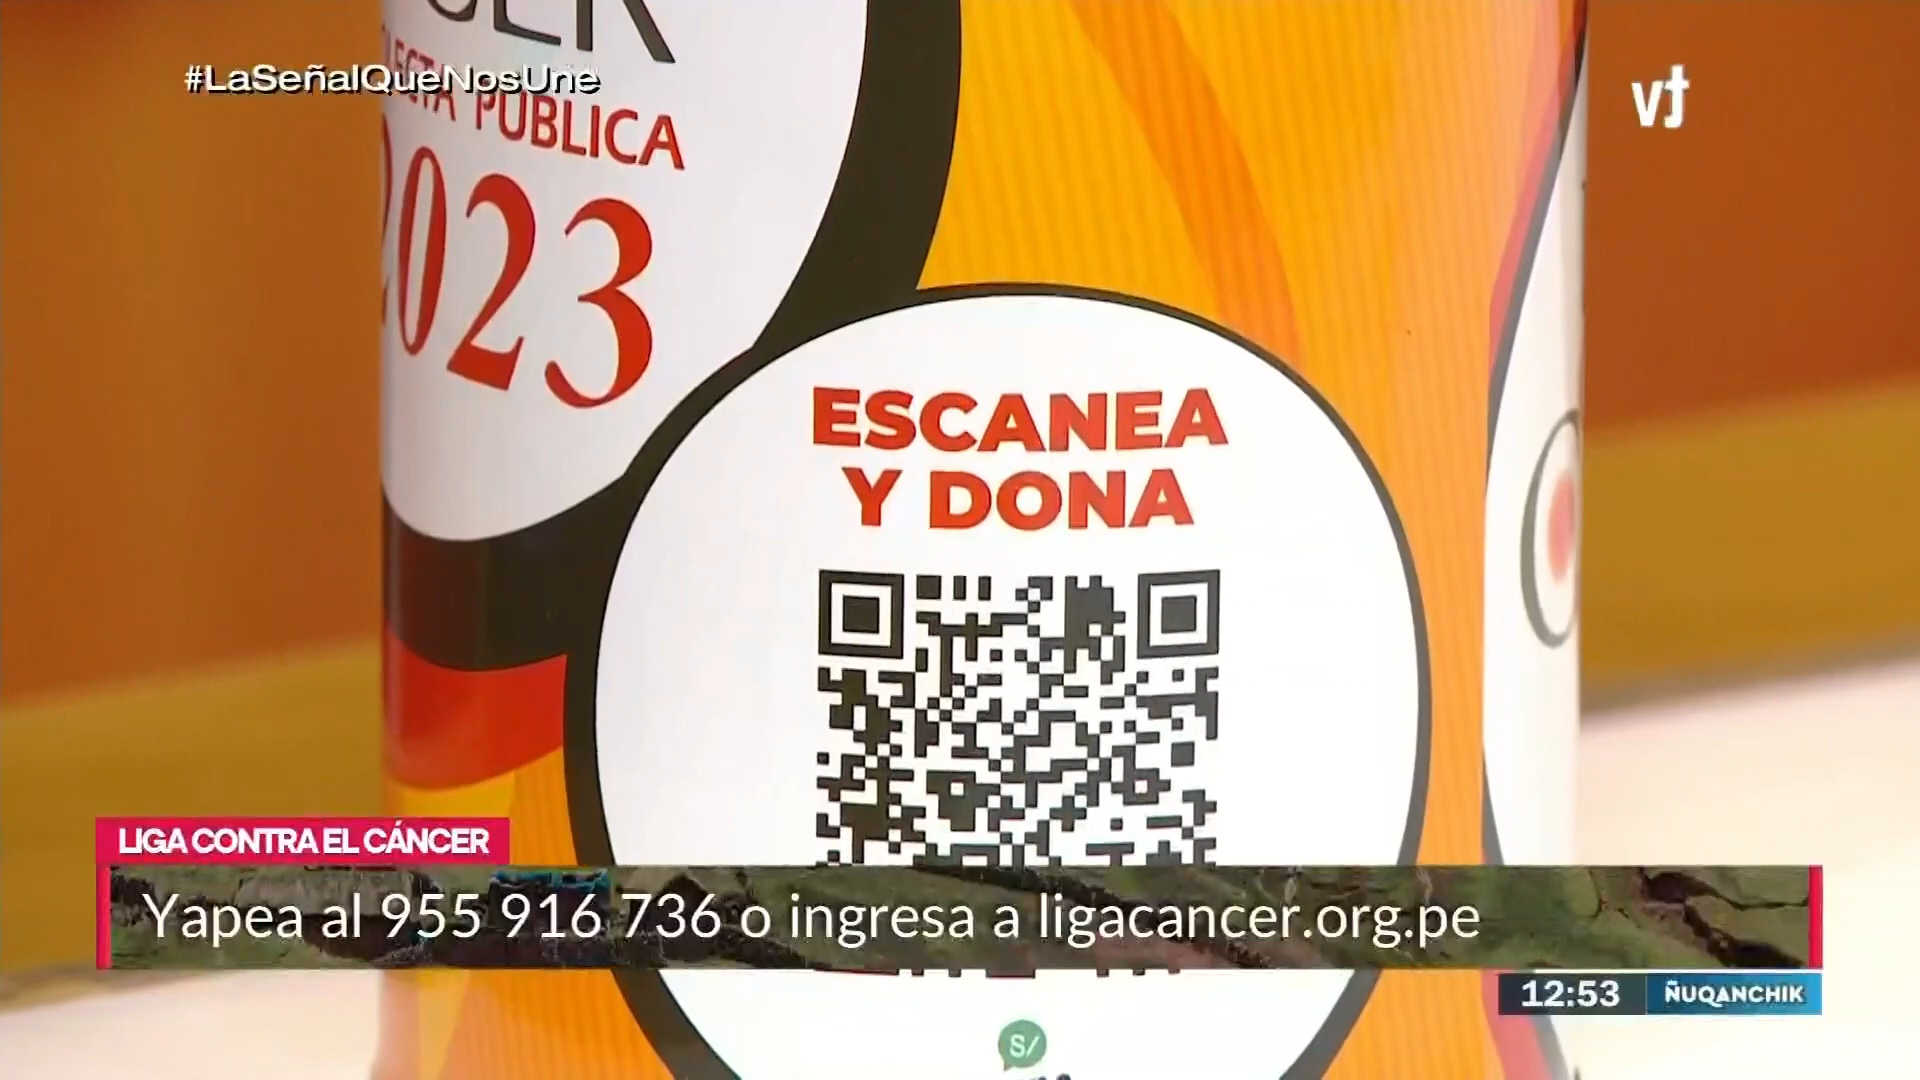 #LaSeñalQueNosUne
PÚBLICA
2023
ESCANEA
Y DONA
LIGA CONTRA EL CÁNCER
Yapea al 955 916 736 o ingresa a ligacancer.org.pe
12:53 ÑUQANCHIK
S/